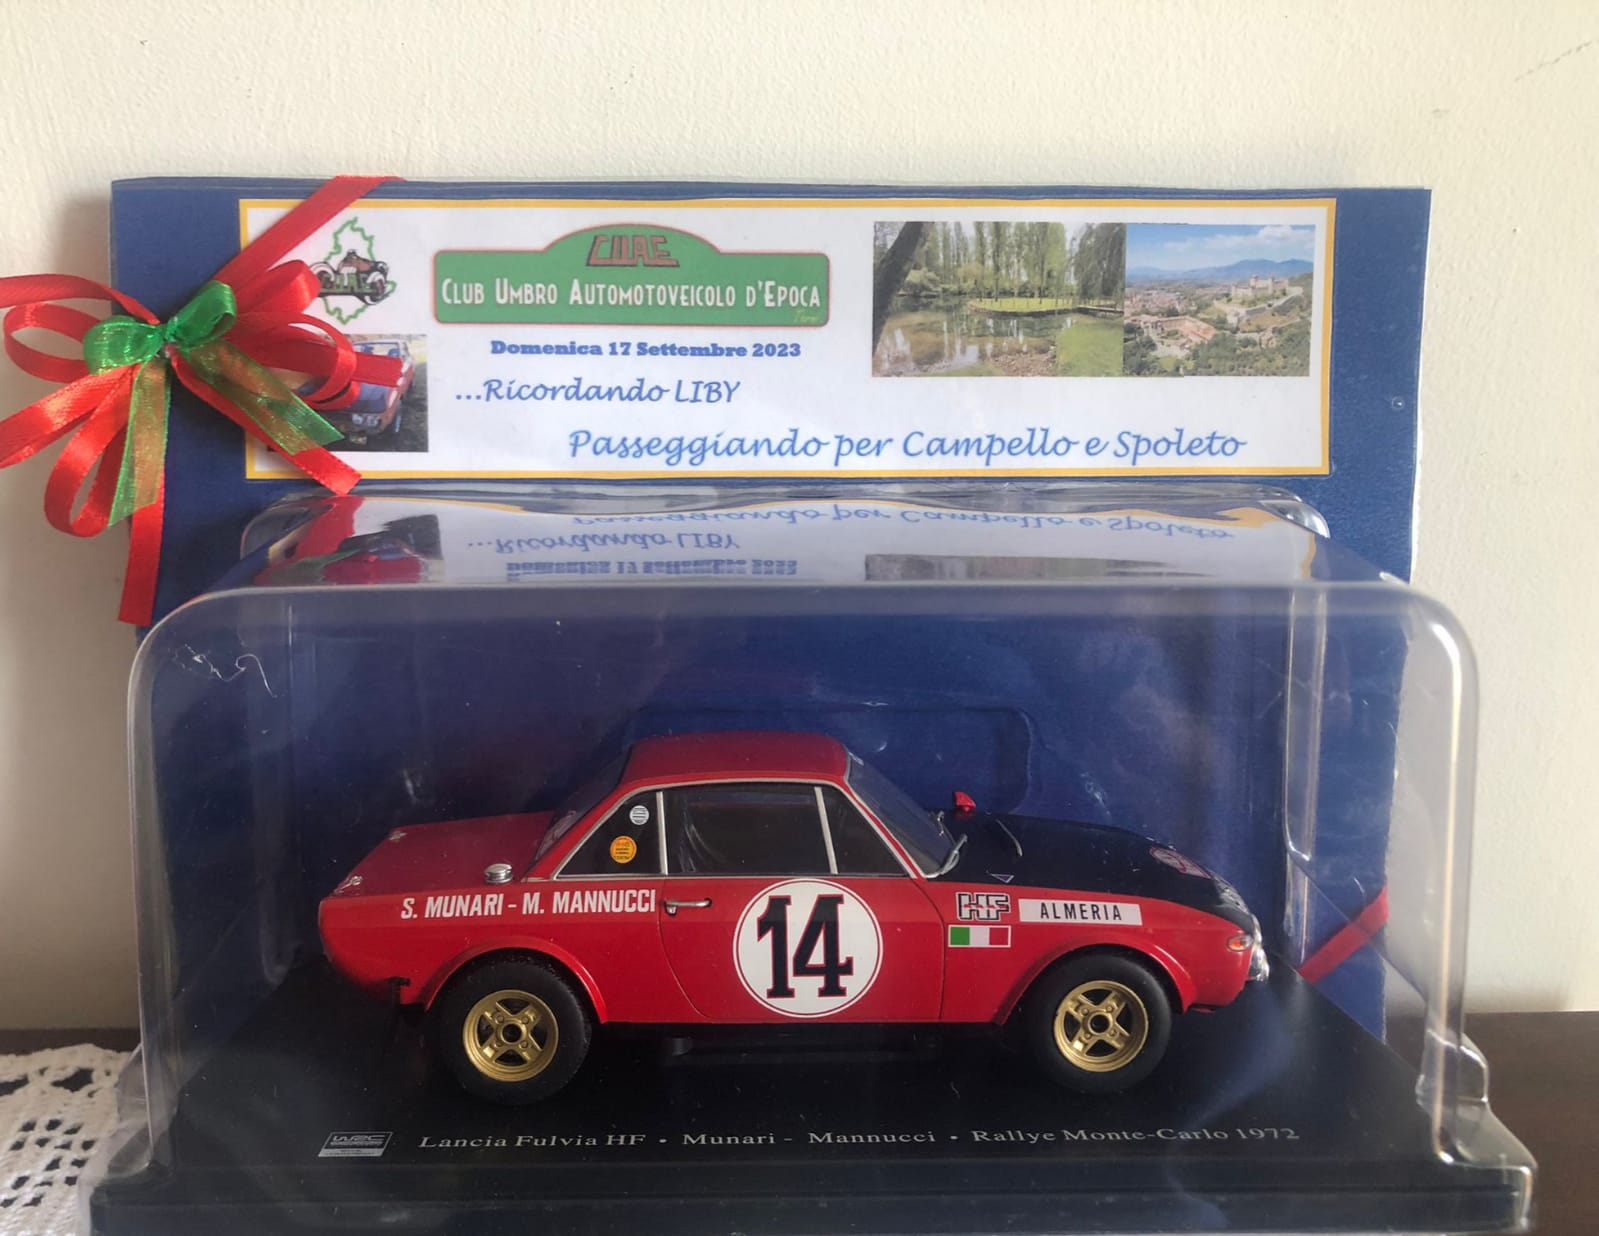 CUAE
CLUB UMBRO AUTOMOTOVEICOLO D'EPOCA
Domenica 17 Settembre 2023
...Ricordando LIBY
Passeggiando per Campello e Spoleto
S. MUNARI - M. MANNUCCI
14
HF
ALMERIA
WRC
Lancia Fulvia HF • Munari - Mannucci • Rallye Monte-Carlo 1972